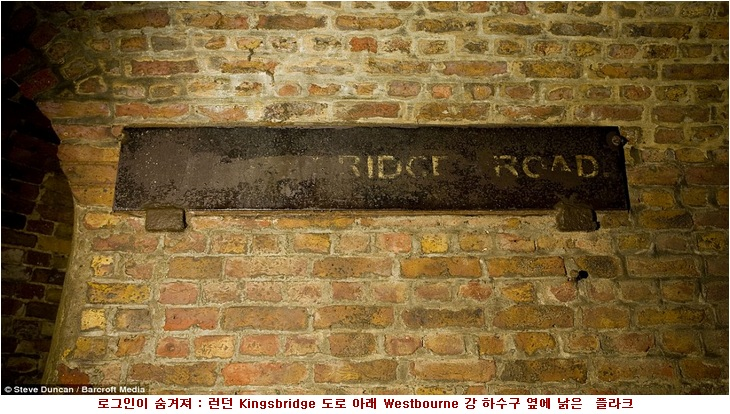 RIDGE ROAD.
© Steve Duncan / Barcroft Media
로그인이 숨겨져 : 런던 Kingsbridge 도로 아래 Westbourne 강 하수구 옆에 낡은 플라크